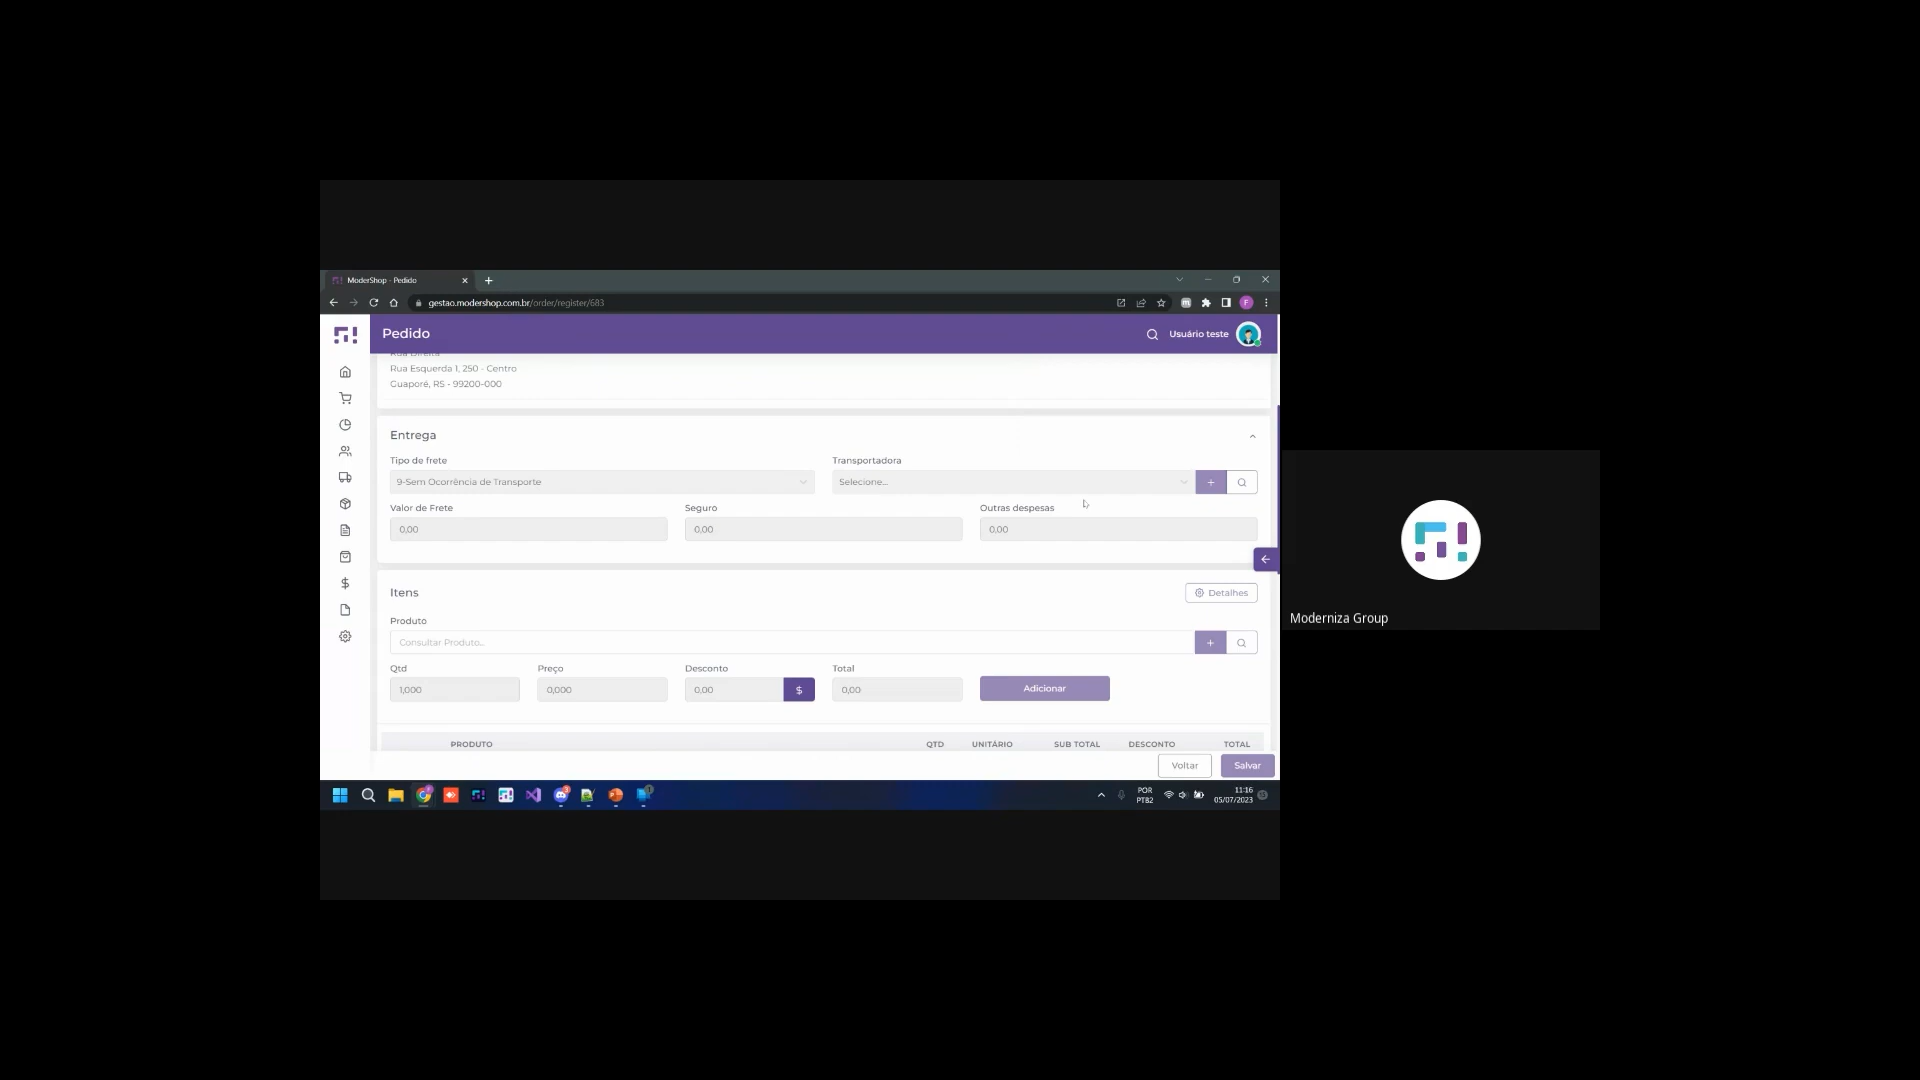 ModerShop - Pedido
gestao.modershop.com.br/order/register/683
Pedido
Usuário teste
Rua Direita
Rua Esquerda 1, 250 - Centro
Guaporé, RS - 99200-000
Entrega
Tipo de frete
Transportadora
9-Sem Ocorrência de Transporte
Selecione...
Valor de Frete
Seguro
Outras despesas
0,00
0,00
0,00
Itens
Detalhes
Produto
Consultar Produto...
Qtd
Preço
Desconto
Total
1,000
0,000
0,00
$
0,00
Adicionar
PRODUTO
QTD
UNITÁRIO
SUB TOTAL
DESCONTO
TOTAL
Voltar
Salvar
POR
PTB2
11:16
05/07/2023
Moderniza Group